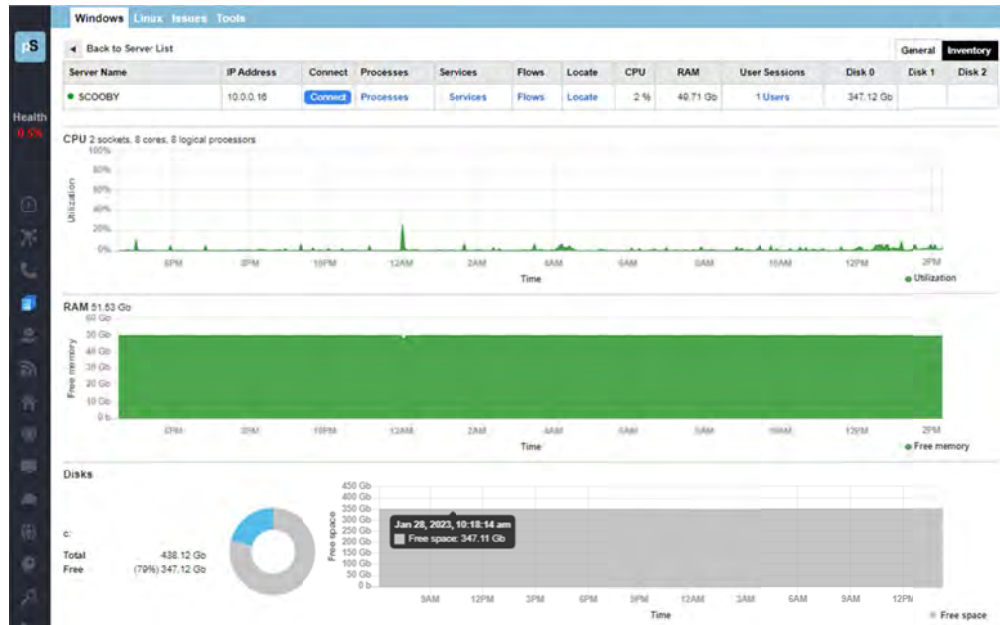 Windows Linux Issues Tools
pS
◄ Back to Server List
General Inventory
Server Name IP Address Connect Processes Services Flows Locate CPU RAM User Sessions Disk 0 Disk 1 Disk 2
SCOOBY 10.0.0.16 Connect Processes Services Flows Locate 2 % 49.71 Gb 1 Users 347.12 Gb
Health
0.5%
CPU 2 sockets, 8 cores, 8 logical processors
100%
80%
60%
40%
20%
0%
Utilization
6PM 8PM 10PM 12AM 2AM 4AM 6AM 8AM 10AM 12PM 2PM
Time
Utilization
RAM 51.53 Gb
60 Gb
50 Gb
40 Gb
30 Gb
20 Gb
10 Gb
0 b
Free memory
6PM 8PM 10PM 12AM 2AM 4AM 6AM 8AM 10AM 12PM 2PM
Time
Free memory
Disks
c:
Total 438.12 Gb
Free (79%) 347.12 Gb
450 Gb
400 Gb
350 Gb
300 Gb
250 Gb
200 Gb
150 Gb
100 Gb
50 Gb
0 b
Free space
Jan 28, 2023, 10:18:14 am
Free space: 347.11 Gb
9AM 12PM 3PM 6PM 9PM 12AM 3AM 6AM 9AM 12PM
Time
Free space